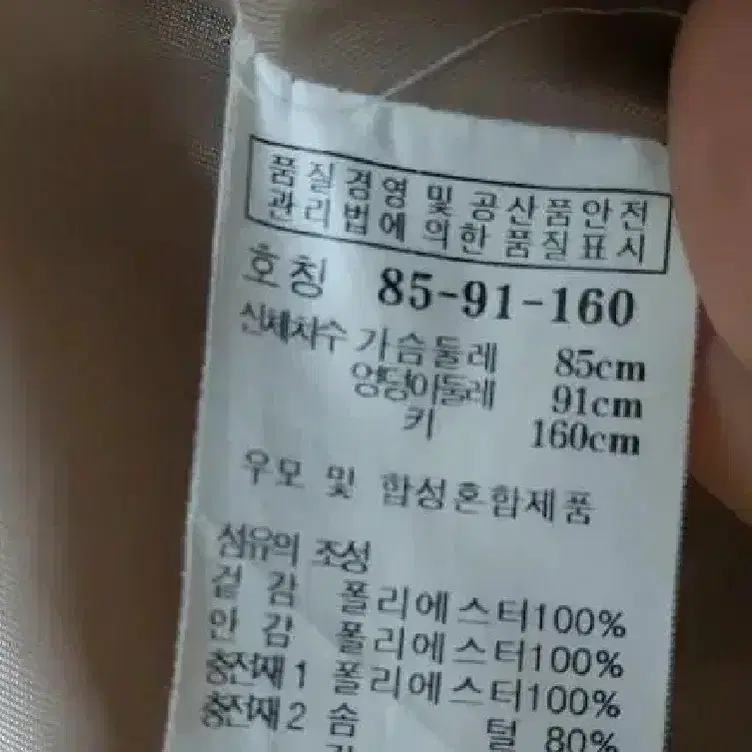 품질경영 및 공산품안전
관리법에 의한 품질표시
호칭 85-91-160
신체치수 가슴둘레 85cm
엉덩이둘레 91cm
키 160cm
우모 및 합성혼합제품
섬유의 조성
겉감 폴리에스터100%
안감 폴리에스터100%
충전재1 폴리에스터100%
충전재2 솜털 80%